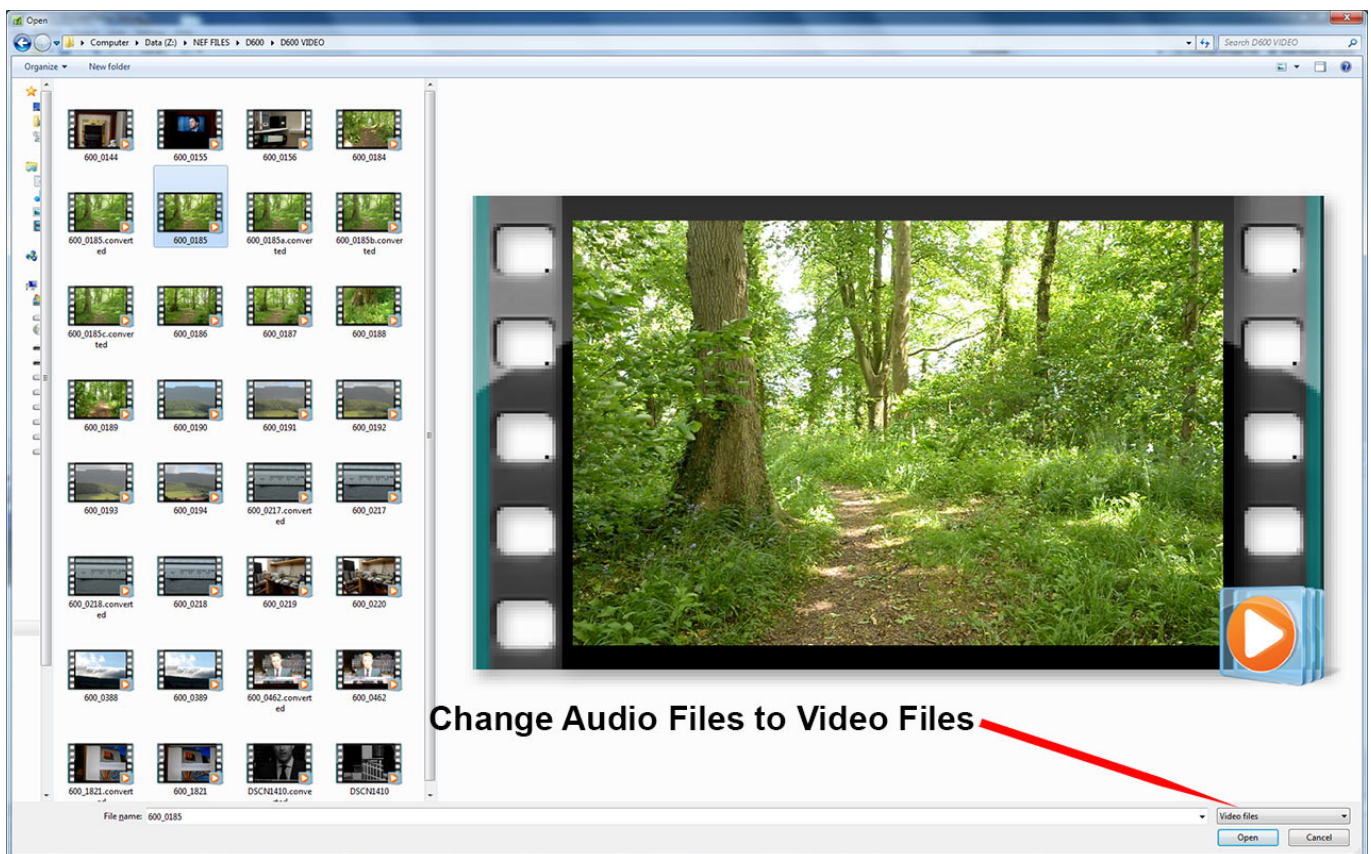 Open
Computer ▸ Data (Z:) ▸ NEF FILES ▸ D600 ▸ D600 VIDEO
Search D600 VIDEO
Organize
New folder
600_0144
600_0155
600_0156
600_0184
600_0185.convert
ed
600_0185
600_0185a.conver
ted
600_0185b.conver
ted
600_0185c.conver
ted
600_0186
600_0187
600_0188
600_0189
600_0190
600_0191
600_0192
600_0193
600_0194
600_0217.convert
ed
600_0217
600_0218.convert
ed
600_0218
600_0219
600_0220
600_0388
600_0389
600_0462.convert
ed
600_0462
Change Audio Files to Video Files
600_1821.convert
600_1821
DSCN1410.conve
DSCN1410
File name: 600_0185
Video files
Open
Cancel